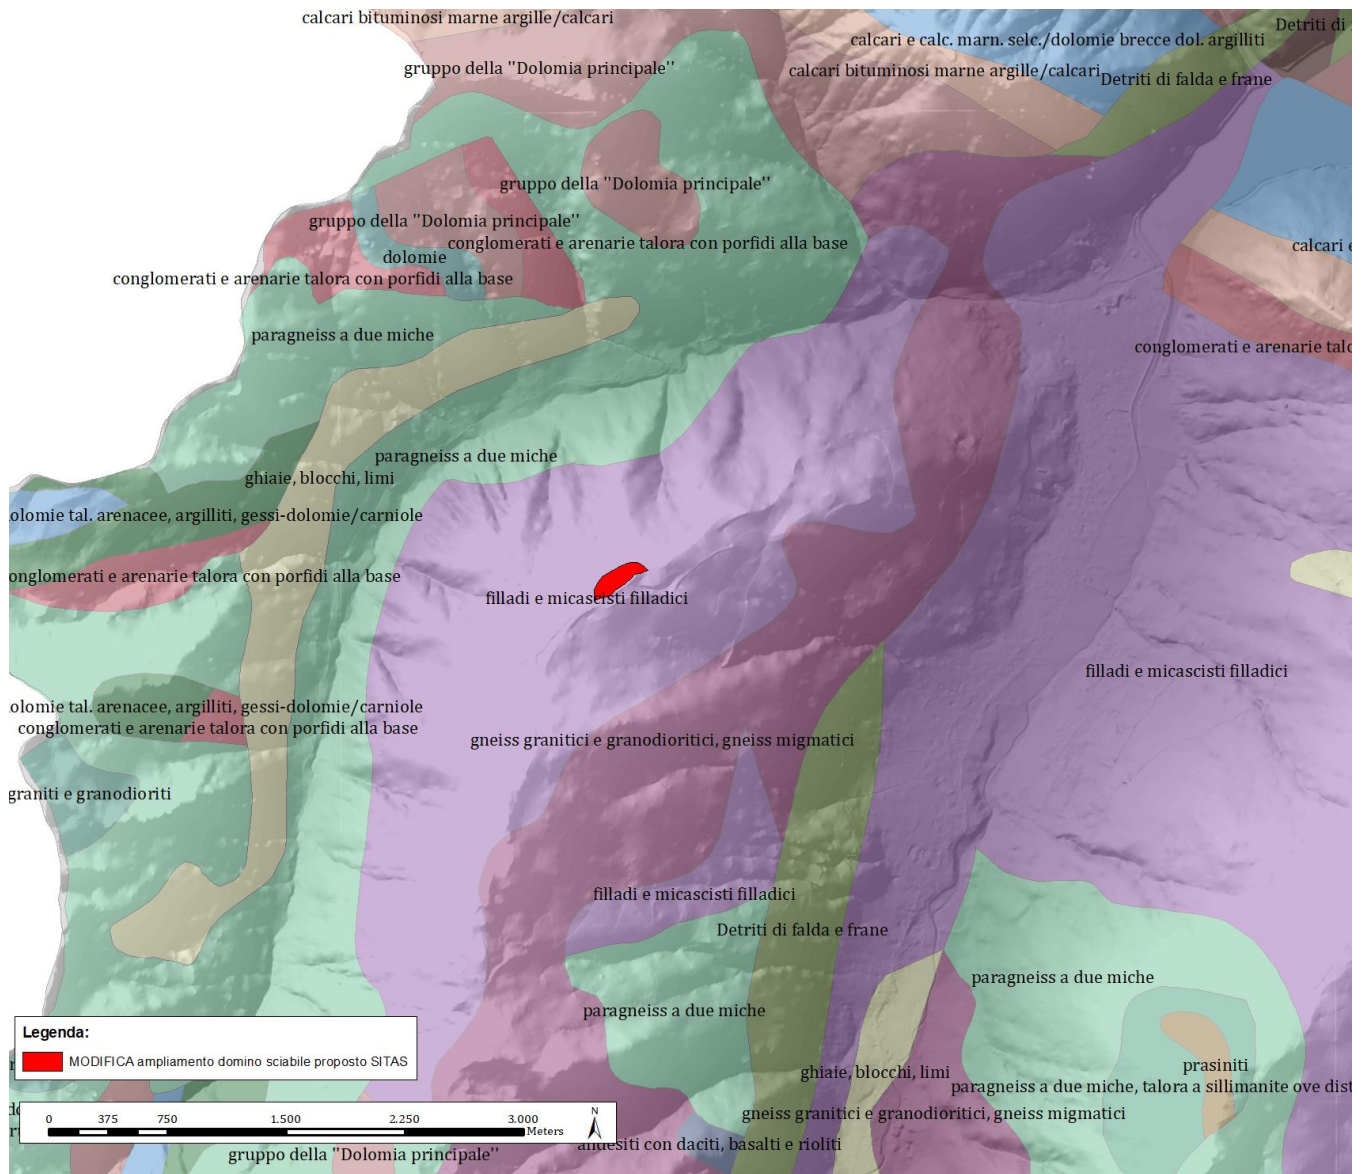 calcari bituminosi marne argille/calcari
Detriti di
calcari e calc. marn. selc./dolomie brecce dol. argilliti
gruppo della "Dolomia principale"
calcari bituminosi marne argille/calcari
Detriti di falda e frane
gruppo della "Dolomia principale"
gruppo della "Dolomia principale"
conglomerati e arenarie talora con porfidi alla base
calcari e
dolomie
conglomerati e arenarie talora con porfidi alla base
paragneiss a due miche
conglomerati e arenarie talo
paragneiss a due miche
ghiaie, blocchi, limi
olomie tal. arenacee, argilliti, gessi-dolomie/carniole
onglomerati e arenarie talora con porfidi alla base
filladi e micascisti filladici
filladi e micascisti filladici
olomie tal. arenacee, argilliti, gessi-dolomie/carniole
conglomerati e arenarie talora con porfidi alla base
gneiss granitici e granodioritici, gneiss migmatici
graniti e granodioriti
filladi e micascisti filladici
Detriti di falda e frane
paragneiss a due miche
paragneiss a due miche
Legenda:
MODIFICA ampliamento domino sciabile proposto SITAS
prasiniti
ghiaie, blocchi, limi
paragneiss a due miche, talora a sillimanite ove dist
gneiss granitici e granodioritici, gneiss migmatici
0 375 750 1.500 2.250 3.000
Meters
N
andesiti con daciti, basalti e rioliti
gruppo della "Dolomia principale"